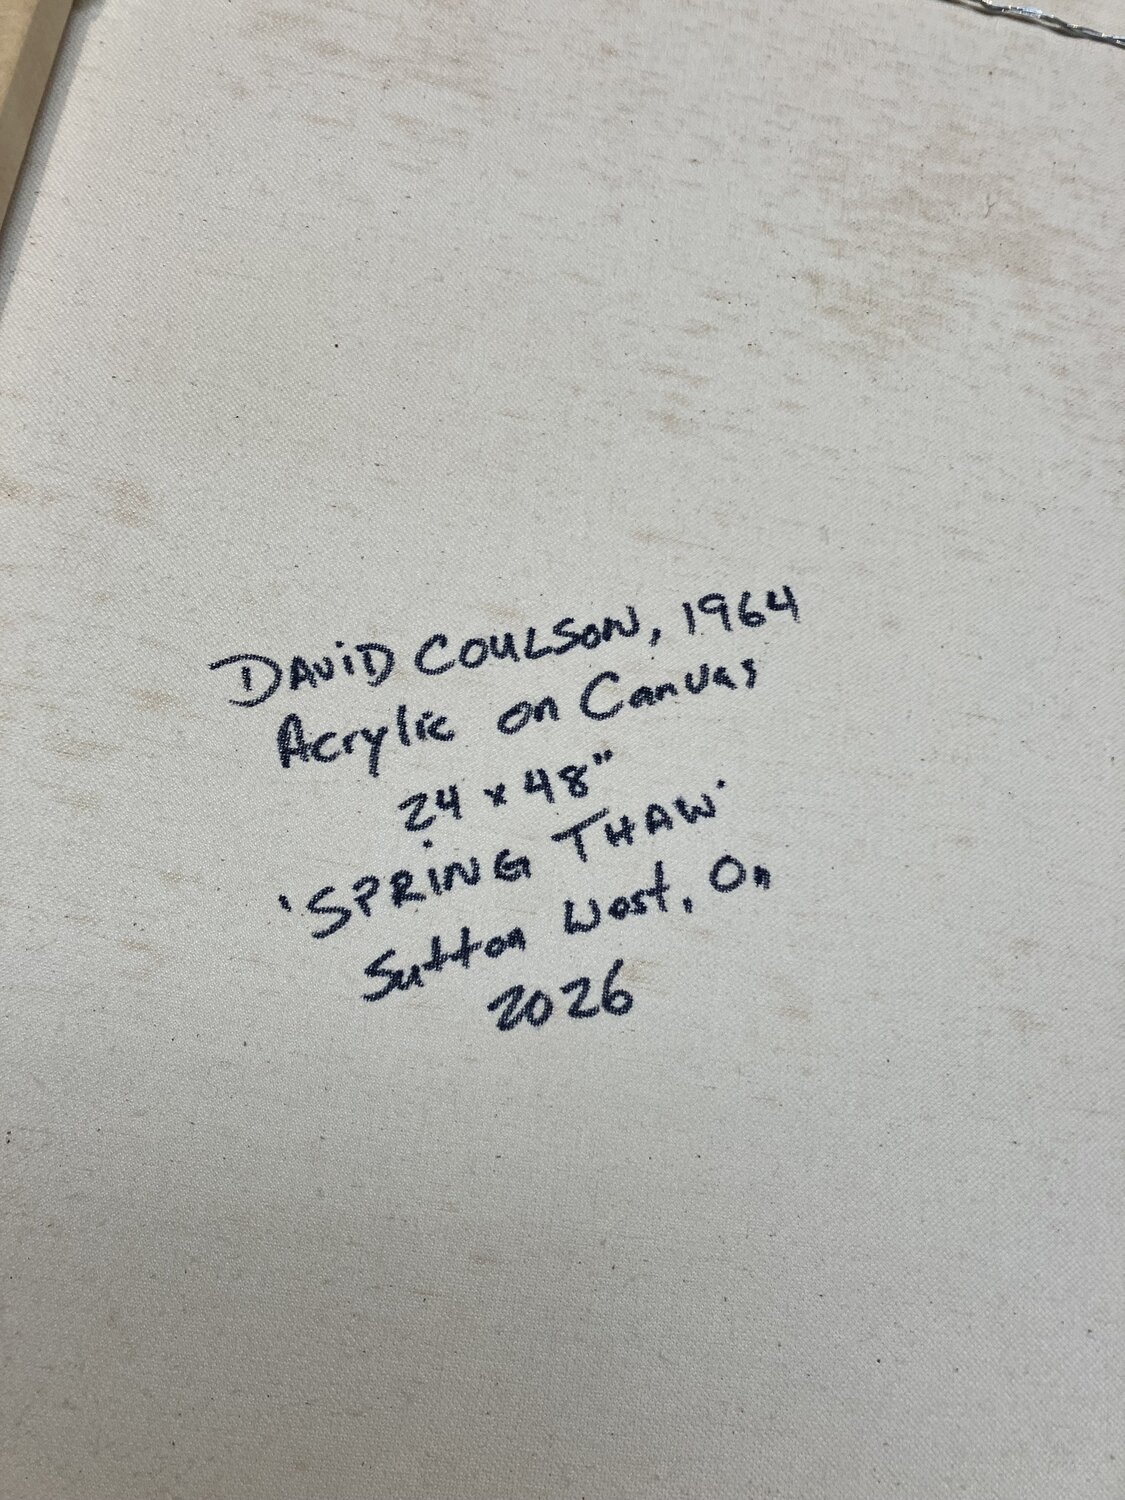 DAViD COULSON, 1964
Acrylic on Canvas
24 x 48"
'SPRING THAW'
Sutton West, On
2026